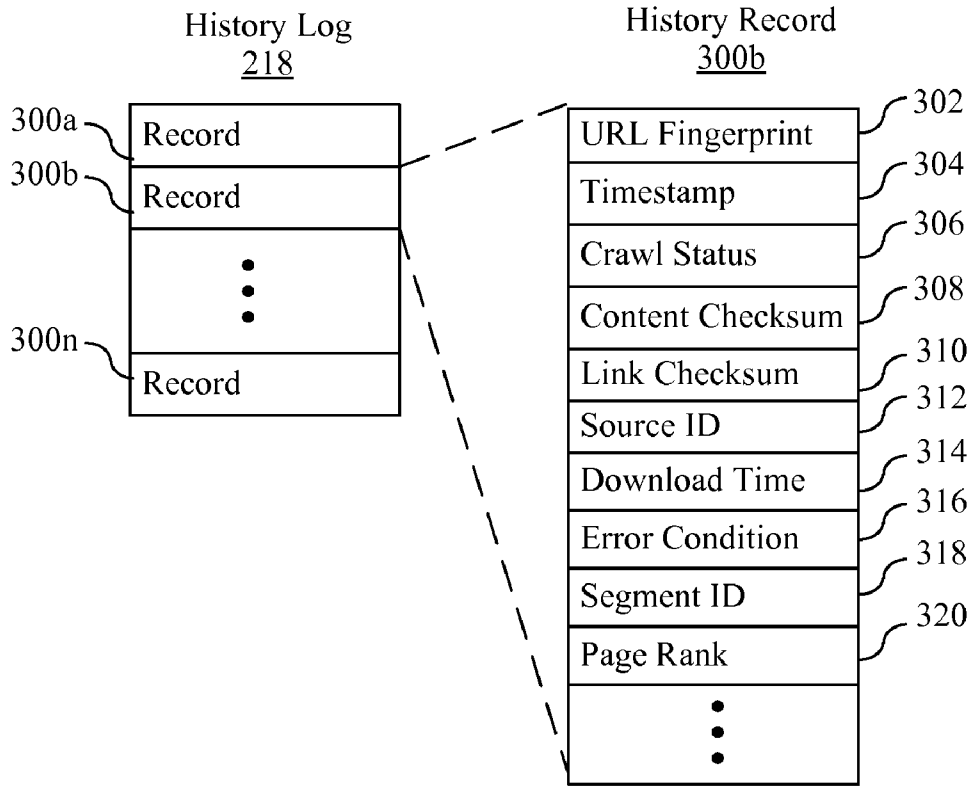 History Log
218
300a
Record
300b
Record
300n
Record
History Record
300b
URL Fingerprint
302
Timestamp
304
Crawl Status
306
Content Checksum
308
Link Checksum
310
Source ID
312
Download Time
314
Error Condition
316
Segment ID
318
Page Rank
320